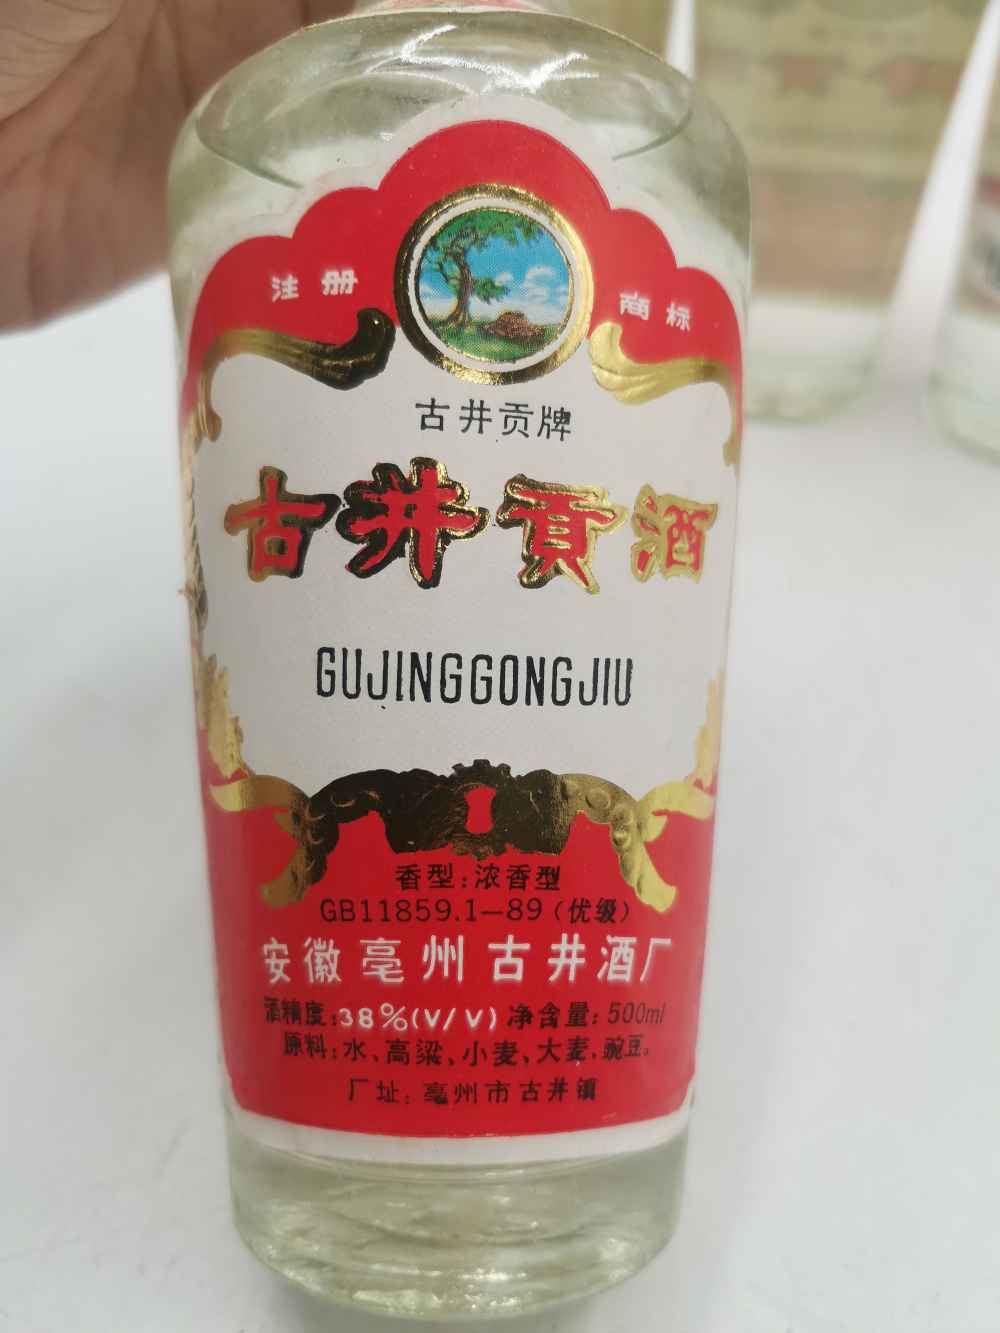 注册 商标
古井贡牌
古井贡酒
GUJINGGONGJIU
香型：浓香型
GB11859.1—89（优级）
安徽亳州古井酒厂
酒精度：38%(V/V) 净含量：500ml
原料：水、高粱、小麦、大麦、豌豆。
厂址：亳州市古井镇